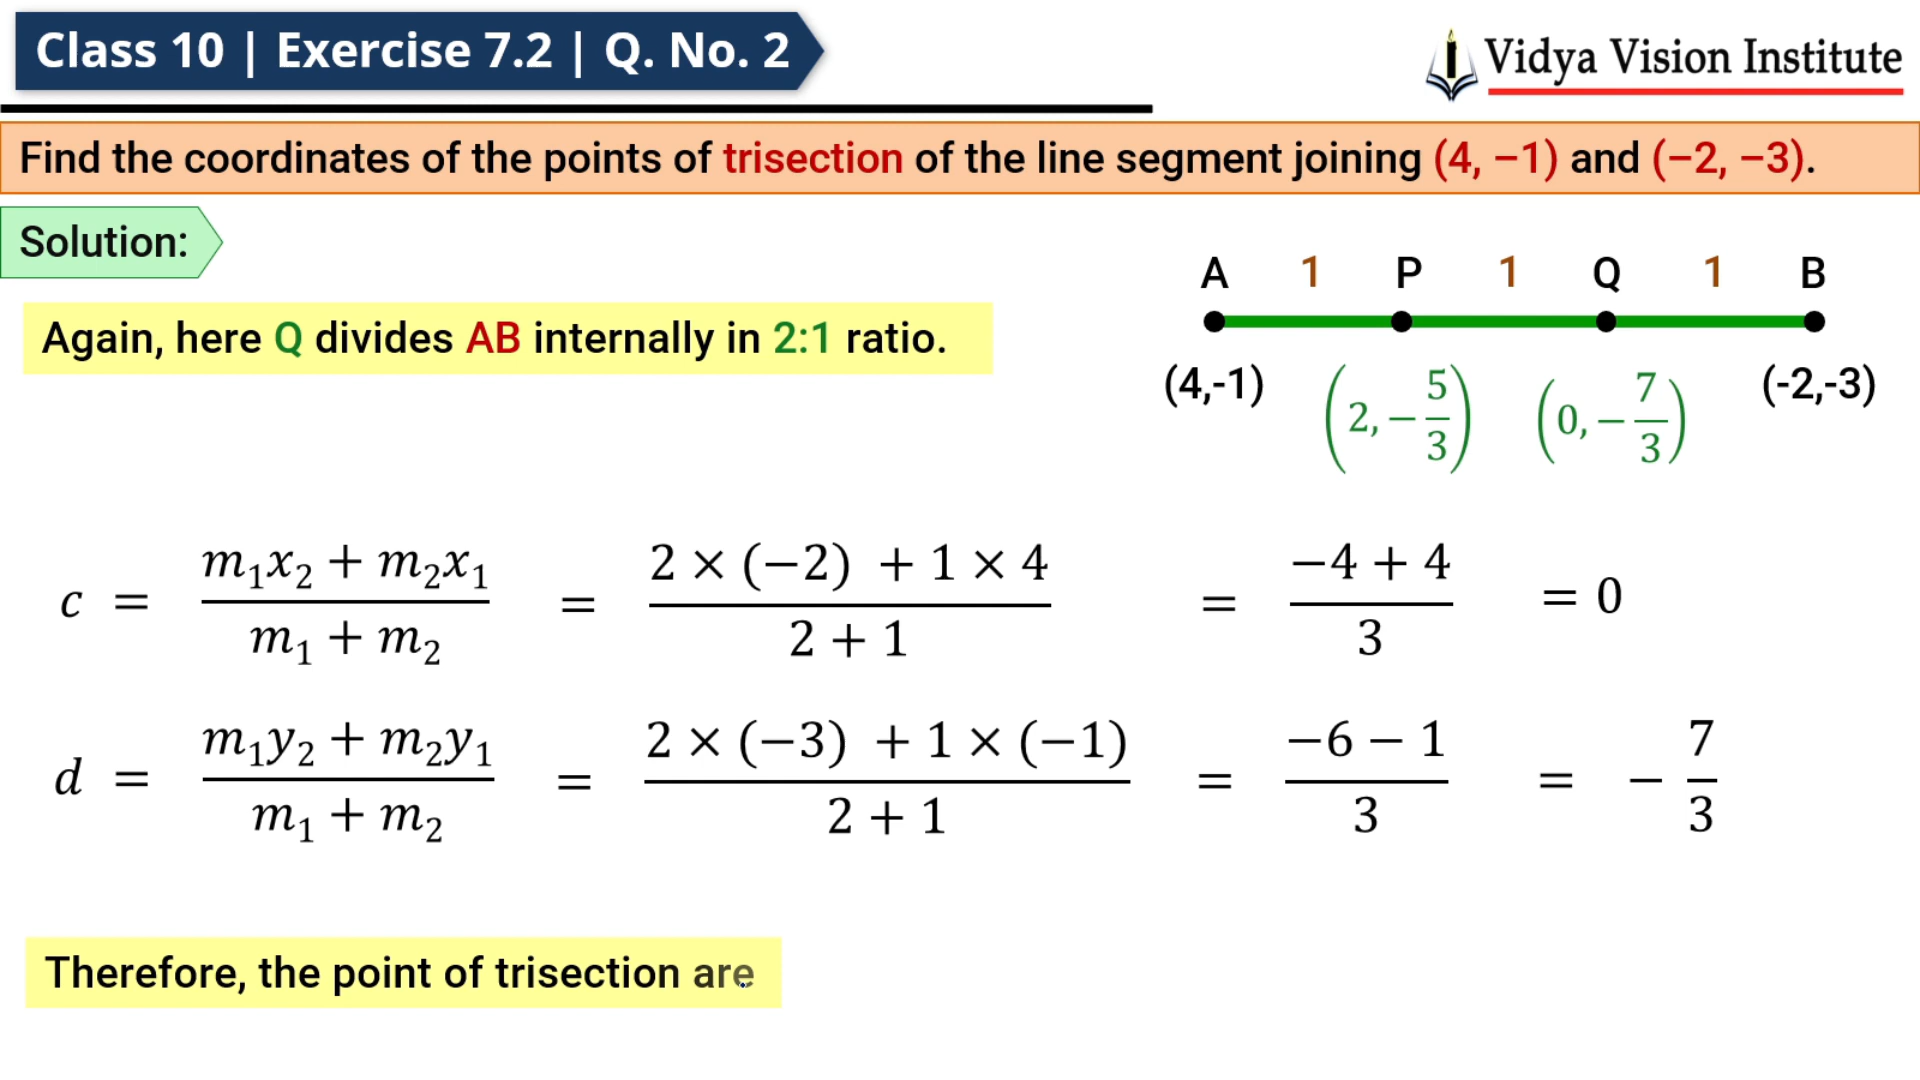 Class 10 | Exercise 7.2 | Q. No. 2
Vidya Vision Institute
Find the coordinates of the points of trisection of the line segment joining (4, −1) and (−2, −3).
Solution:
A 1 P 1 Q 1 B
Again, here Q divides AB internally in 2:1 ratio.
(4,-1) (2, −5/3) (0, −7/3) (-2,-3)
c = (m₁x₂ + m₂x₁)/(m₁ + m₂) = (2 × (−2) + 1 × 4)/(2 + 1) = (−4 + 4)/3 = 0
d = (m₁y₂ + m₂y₁)/(m₁ + m₂) = (2 × (−3) + 1 × (−1))/(2 + 1) = (−6 − 1)/3 = −7/3
Therefore, the point of trisection are